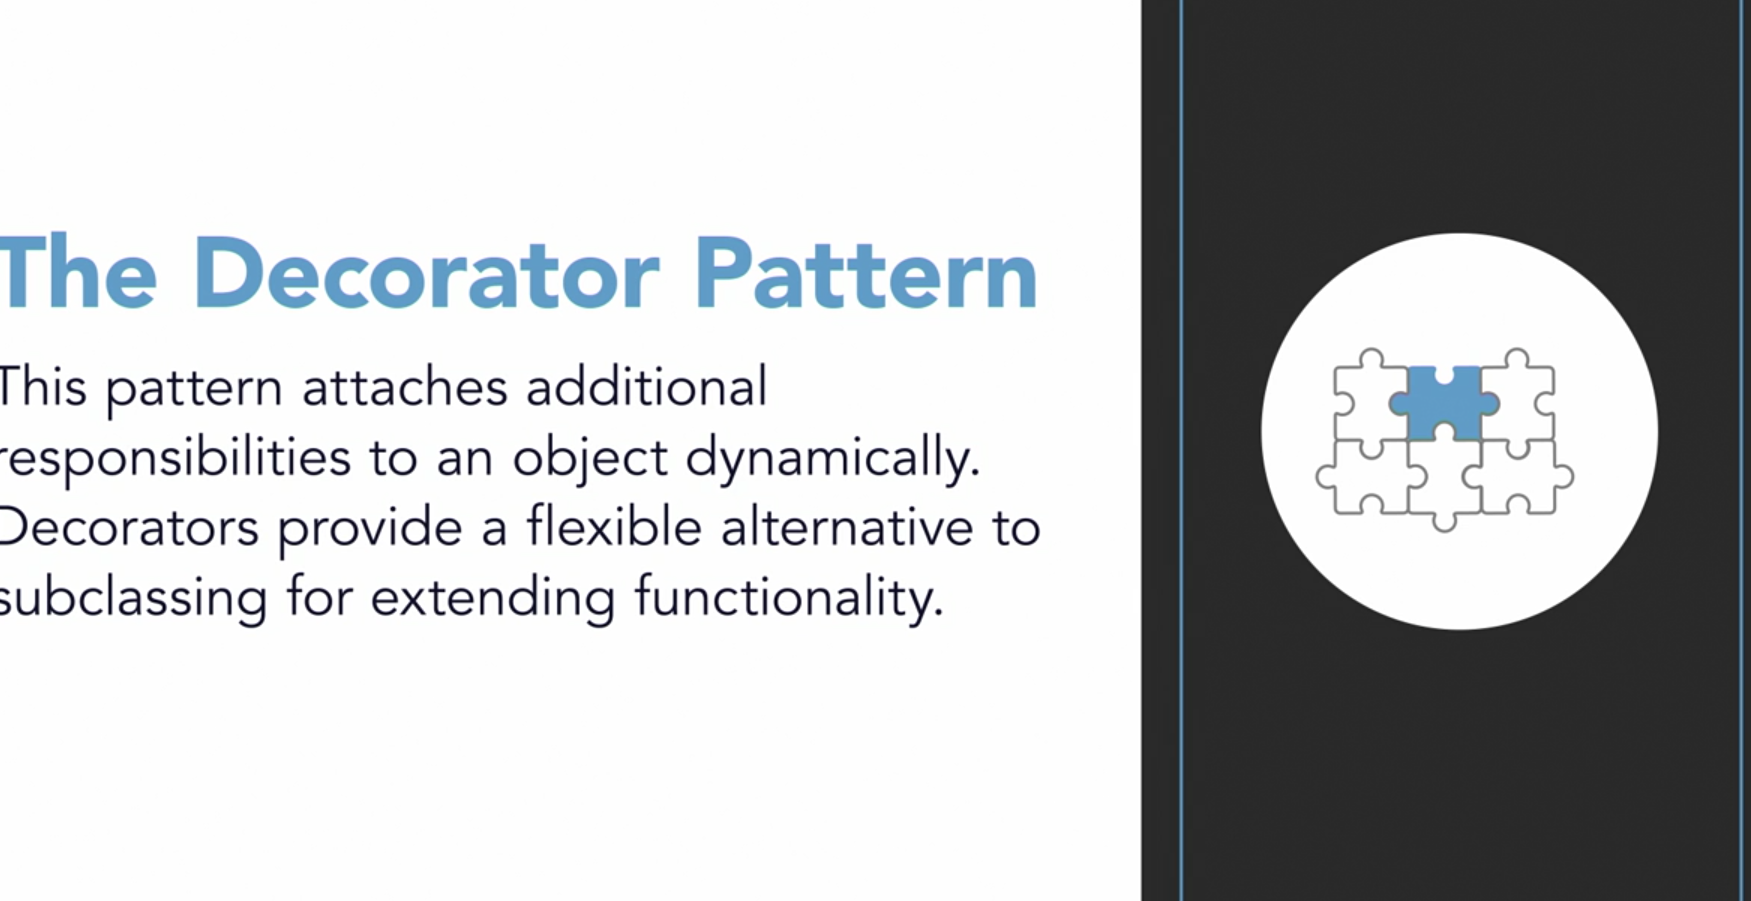 The Decorator Pattern
This pattern attaches additional
responsibilities to an object dynamically.
Decorators provide a flexible alternative to
subclassing for extending functionality.